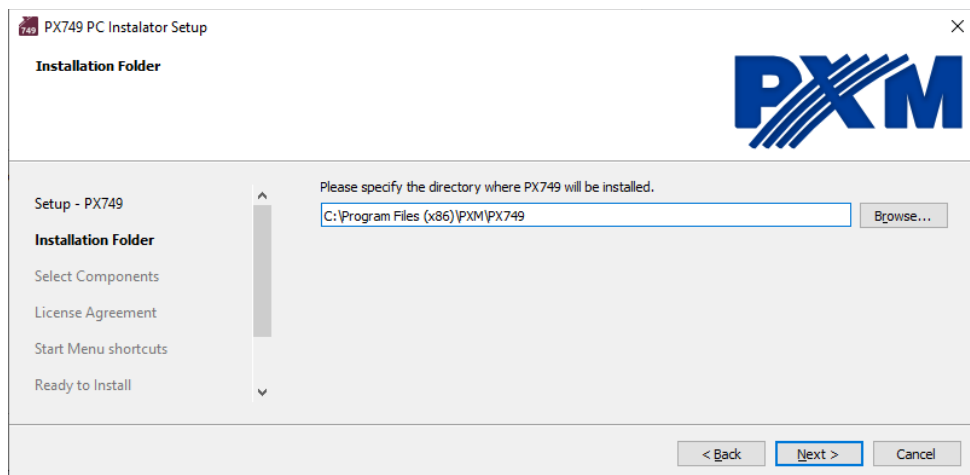 749 PX749 PC Instalator Setup
Installation Folder
PXM
Setup - PX749
Installation Folder
Select Components
License Agreement
Start Menu shortcuts
Ready to Install
Please specify the directory where PX749 will be installed.
C:\Program Files (x86)\PXM\PX749
Browse...
< Back
Next >
Cancel